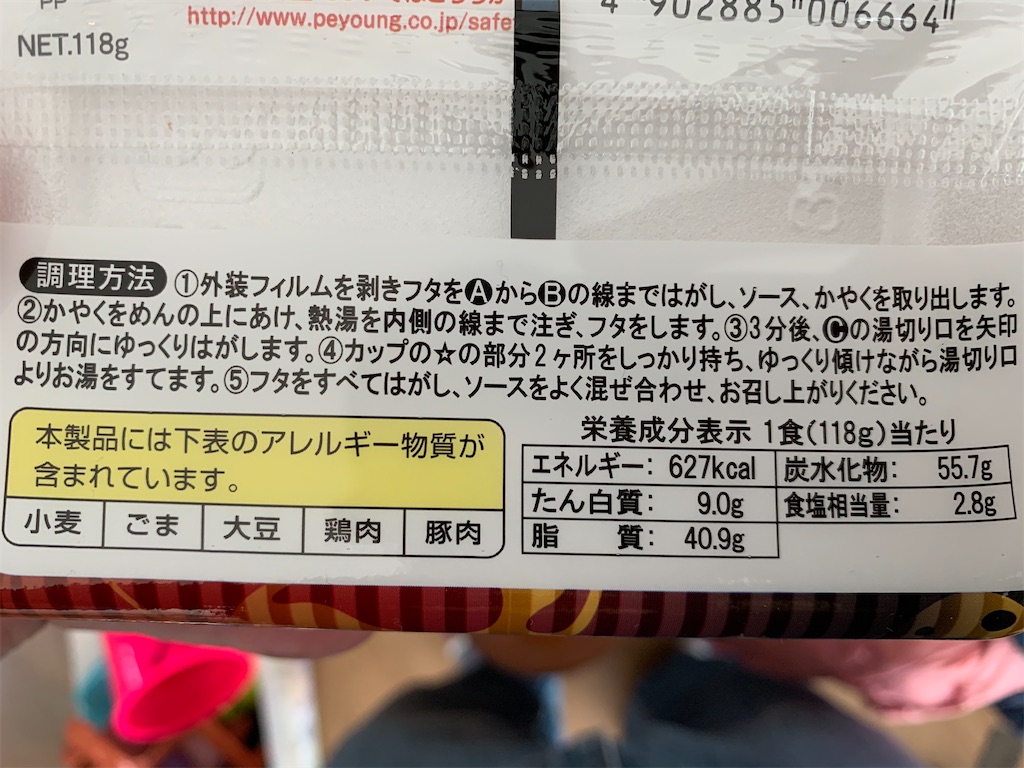 PP
http://www.peyoung.co.jp/safe
4 902885 006664
NET.118g
調理方法 ①外装フィルムを剥きフタをⒶからⒷの線まではがし、ソース、かやくを取り出します。
②かやくをめんの上にあけ、熱湯を内側の線まで注ぎ、フタをします。③3分後、Ⓒの湯切り口を矢印
の方向にゆっくりはがします。④カップの☆の部分2ヶ所をしっかり持ち、ゆっくり傾けながら湯切り口
よりお湯をすてます。⑤フタをすべてはがし、ソースをよく混ぜ合わせ、お召し上がりください。
本製品には下表のアレルギー物質が
含まれています。
小麦 ごま 大豆 鶏肉 豚肉
栄養成分表示 1食(118g)当たり
エネルギー: 627kcal 炭水化物: 55.7g
たん白質: 9.0g 食塩相当量: 2.8g
脂質: 40.9g